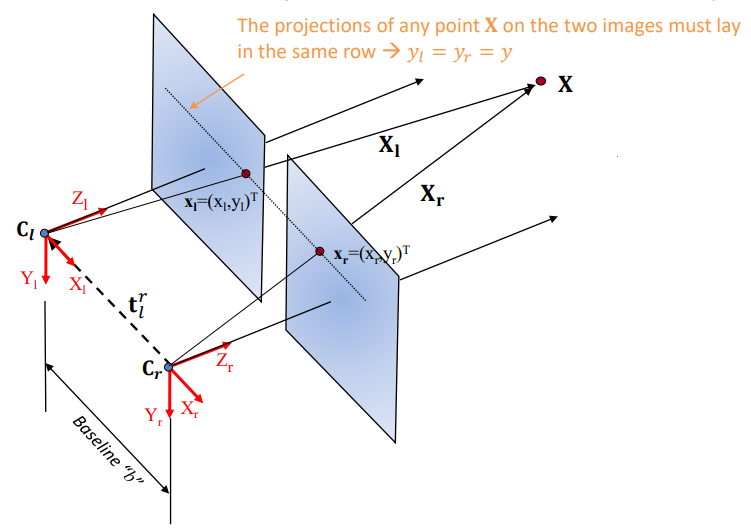 The projections of any point X on the two images must lay
in the same row → y_l = y_r = y
X
X_l
X_r
x_l=(x_l,y_l)^T
x_r=(x_r,y_r)^T
Z_l
C_l
Y_l
X_l
t_l^r
C_r
Z_r
Y_r
X_r
Baseline “b”